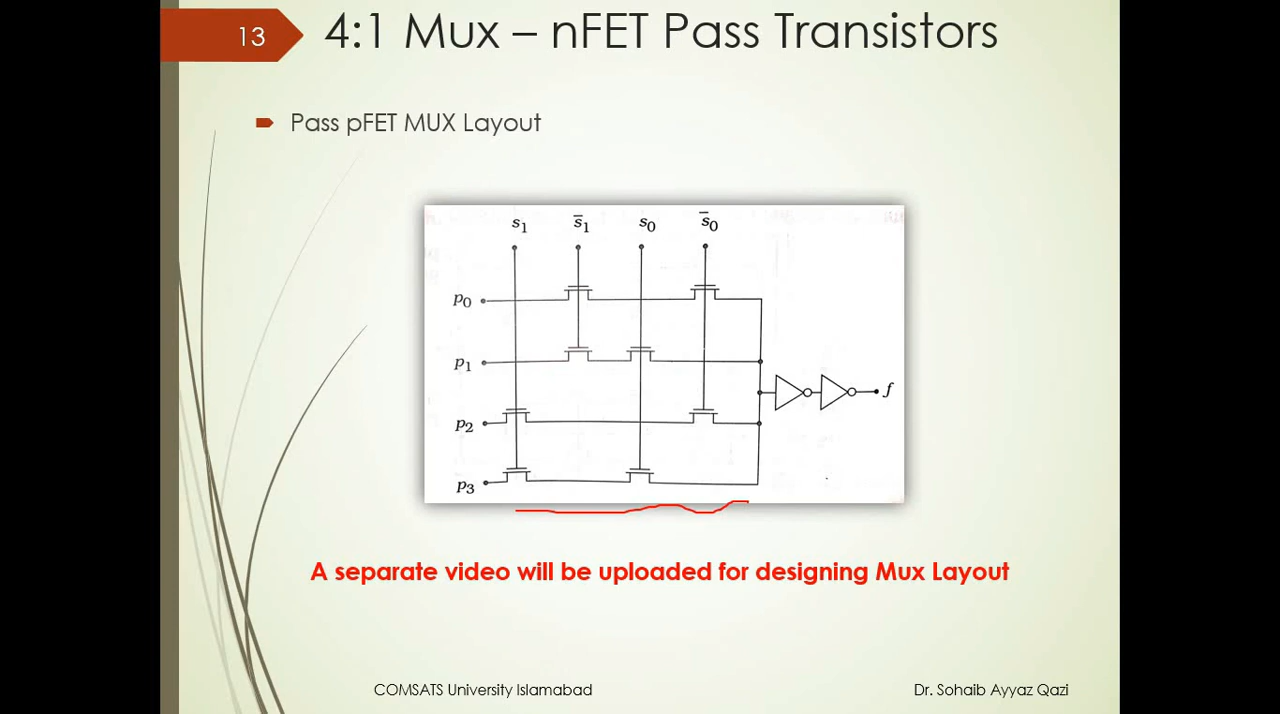 13
4:1 Mux – nFET Pass Transistors
Pass pFET MUX Layout
s1 s̅1 s0 s̅0
p0
p1
f
p2
p3
A separate video will be uploaded for designing Mux Layout
COMSATS University Islamabad
Dr. Sohaib Ayyaz Qazi